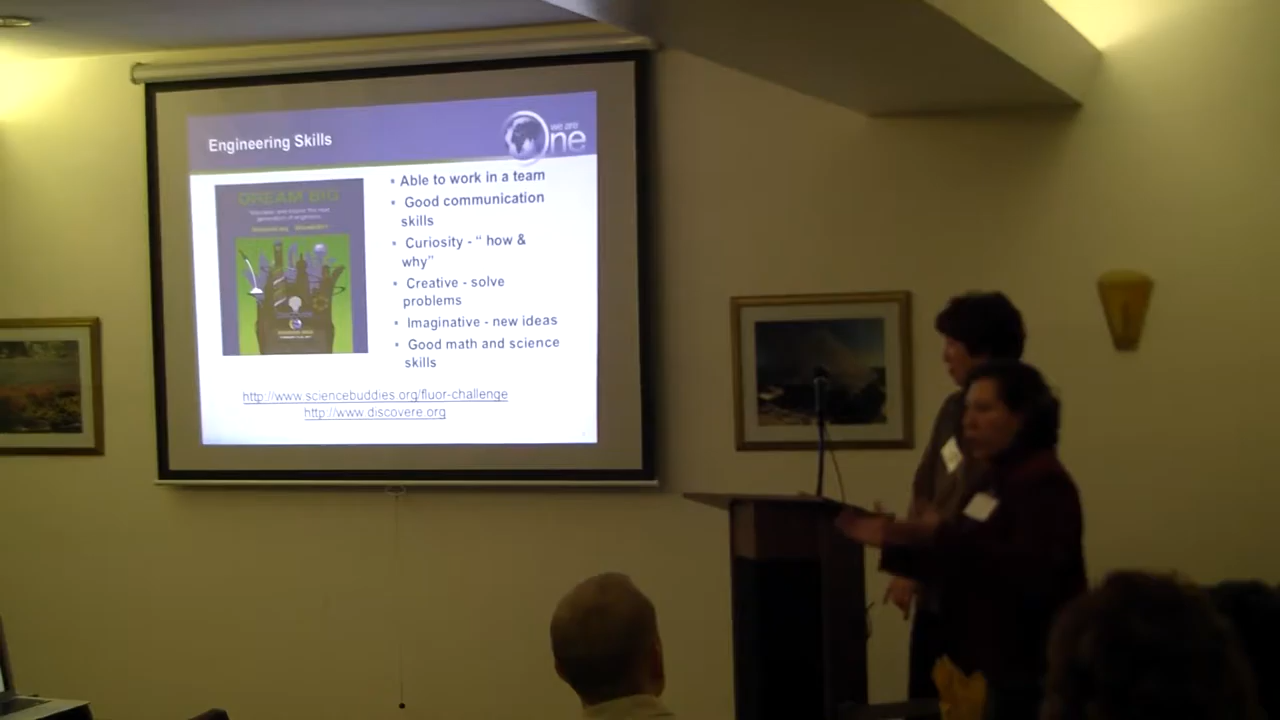 Engineering Skills
we are
One
DREAM BIG
• Able to work in a team
• Good communication
skills
• Curiosity - “ how &
why”
• Creative - solve
problems
• Imaginative - new ideas
• Good math and science
skills
http://www.sciencebuddies.org/fluor-challenge
http://www.discovere.org